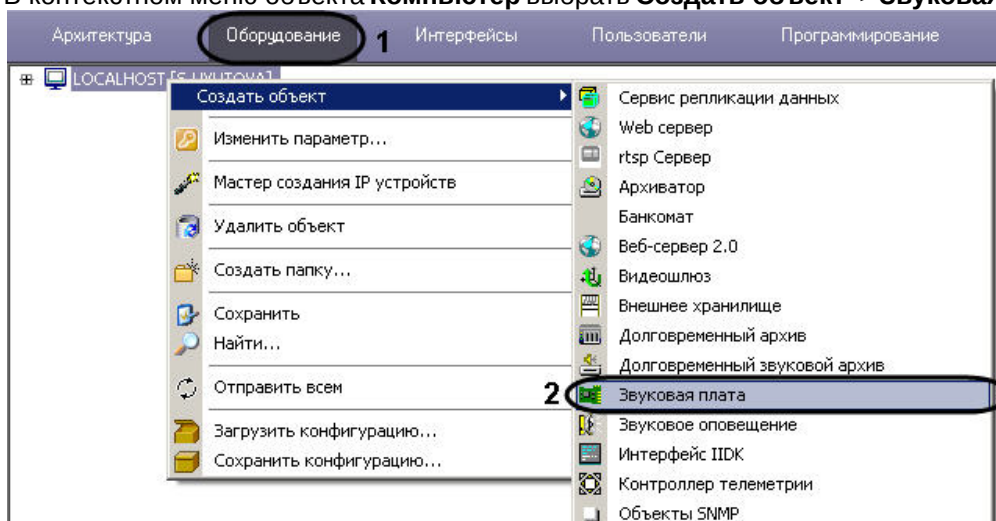 В контекстном меню объекта Компьютер выбрать Создать объект → Звуковая
Архитектура Оборудование 1 Интерфейсы Пользователи Программирование
LOCALHOST
Создать объект
Изменить параметр...
Мастер создания IP устройств
Удалить объект
Создать папку...
Сохранить
Найти...
Отправить всем
Загрузить конфигурацию...
Сохранить конфигурацию...
Сервис репликации данных
Web сервер
rtsp Сервер
Архиватор
Банкомат
Веб-сервер 2.0
Видеошлюз
Внешнее хранилище
Долговременный архив
Долговременный звуковой архив
2 Звуковая плата
Звуковое оповещение
Интерфейс IIDK
Контроллер телеметрии
Объекты SNMP